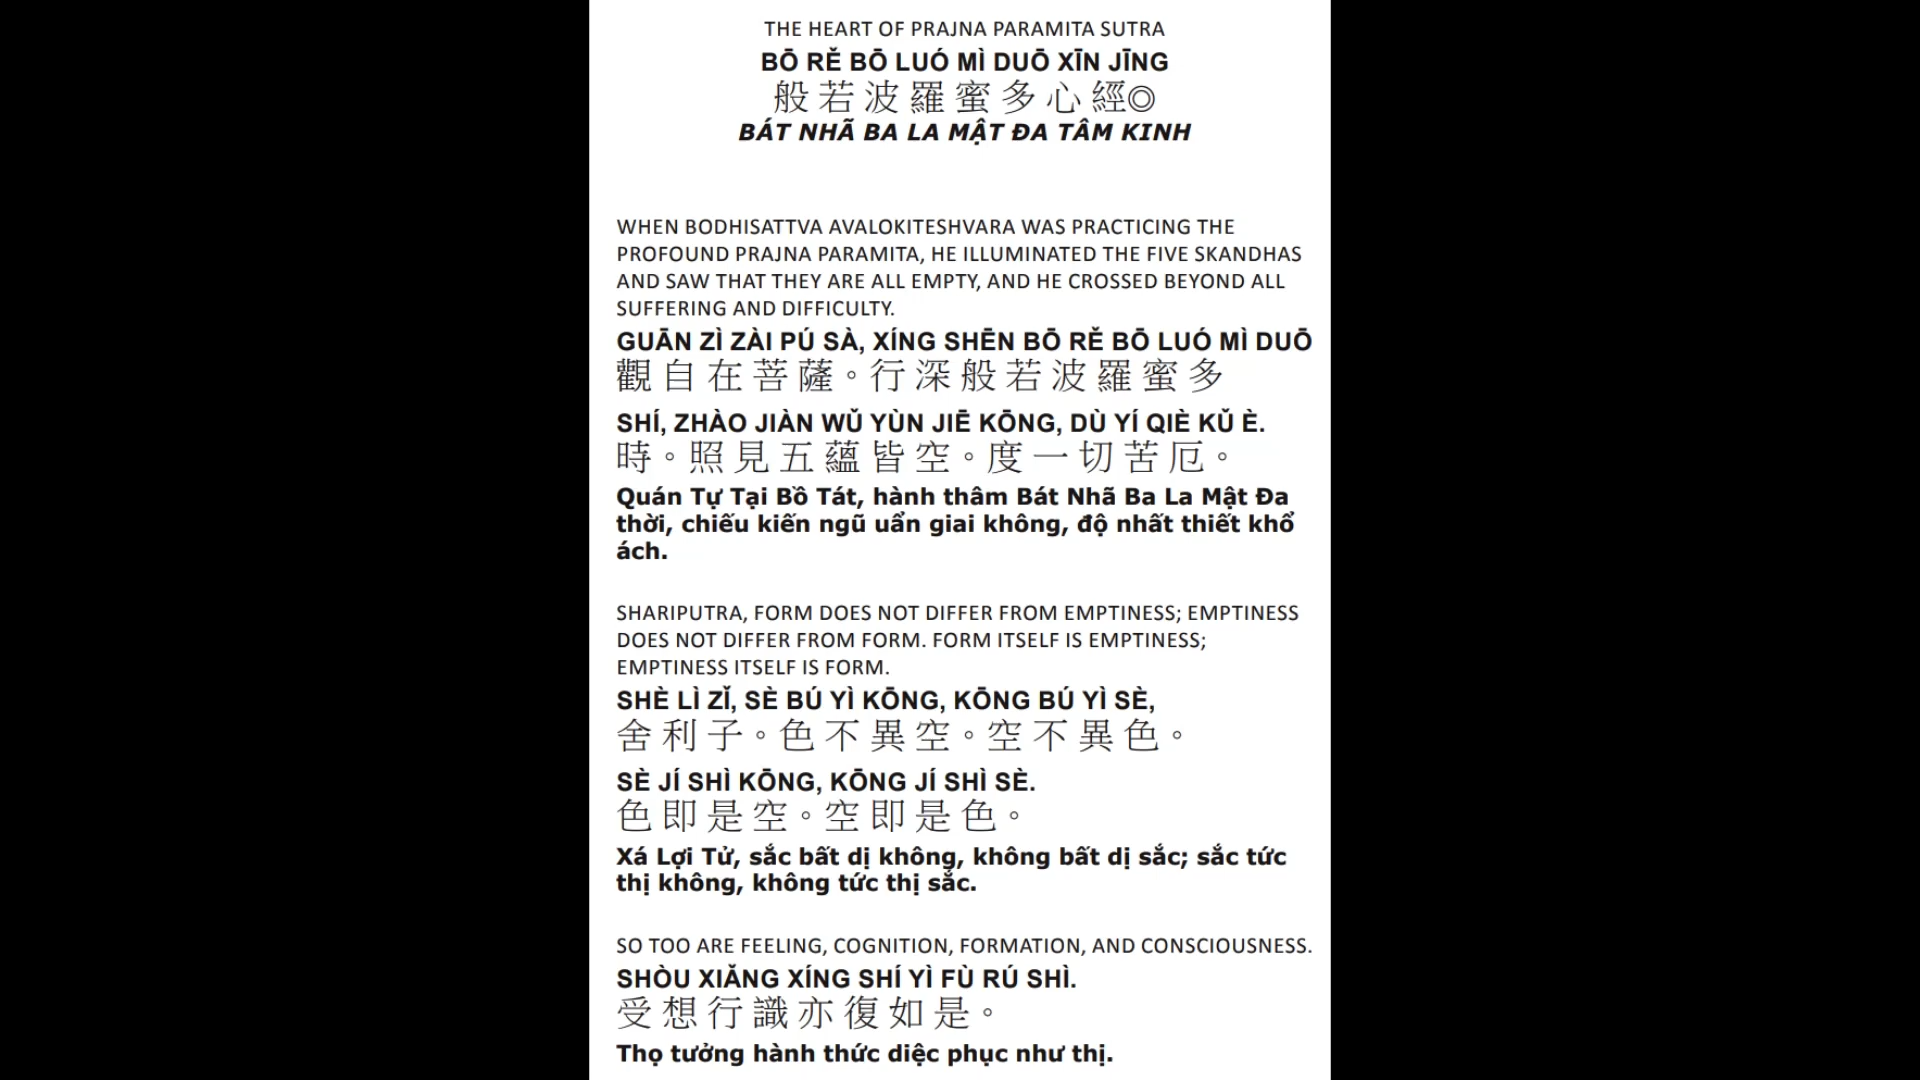 THE HEART OF PRAJNA PARAMITA SUTRA
BŌ RĚ BŌ LUÓ MÌ DUŌ XĪN JĪNG
般若波羅蜜多心經◎
BÁT NHÃ BA LA MẬT ĐA TÂM KINH
WHEN BODHISATTVA AVALOKITESHVARA WAS PRACTICING THE
PROFOUND PRAJNA PARAMITA, HE ILLUMINATED THE FIVE SKANDHAS
AND SAW THAT THEY ARE ALL EMPTY, AND HE CROSSED BEYOND ALL
SUFFERING AND DIFFICULTY.
GUĀN ZÌ ZÀI PÚ SÀ, XÍNG SHĒN BŌ RĚ BŌ LUÓ MÌ DUŌ
觀自在菩薩。行深般若波羅蜜多
SHÍ, ZHÀO JIÀN WǓ YÙN JIĒ KŌNG, DÙ YÍ QIÈ KǓ È.
時。照見五蘊皆空。度一切苦厄。
Quán Tự Tại Bồ Tát, hành thâm Bát Nhã Ba La Mật Đa
thời, chiếu kiến ngũ uẩn giai không, độ nhất thiết khổ
ách.
SHARIPUTRA, FORM DOES NOT DIFFER FROM EMPTINESS; EMPTINESS
DOES NOT DIFFER FROM FORM. FORM ITSELF IS EMPTINESS;
EMPTINESS ITSELF IS FORM.
SHÈ LÌ ZǏ, SÈ BÚ YÌ KŌNG, KŌNG BÚ YÌ SÈ,
舍利子。色不異空。空不異色。
SÈ JÍ SHÌ KŌNG, KŌNG JÍ SHÌ SÈ.
色即是空。空即是色。
Xá Lợi Tử, sắc bất dị không, không bất dị sắc; sắc tức
thị không, không tức thị sắc.
SO TOO ARE FEELING, COGNITION, FORMATION, AND CONSCIOUSNESS.
SHÒU XIǍNG XÍNG SHÍ YÌ FÙ RÚ SHÌ.
受想行識亦復如是。
Thọ tưởng hành thức diệc phục như thị.